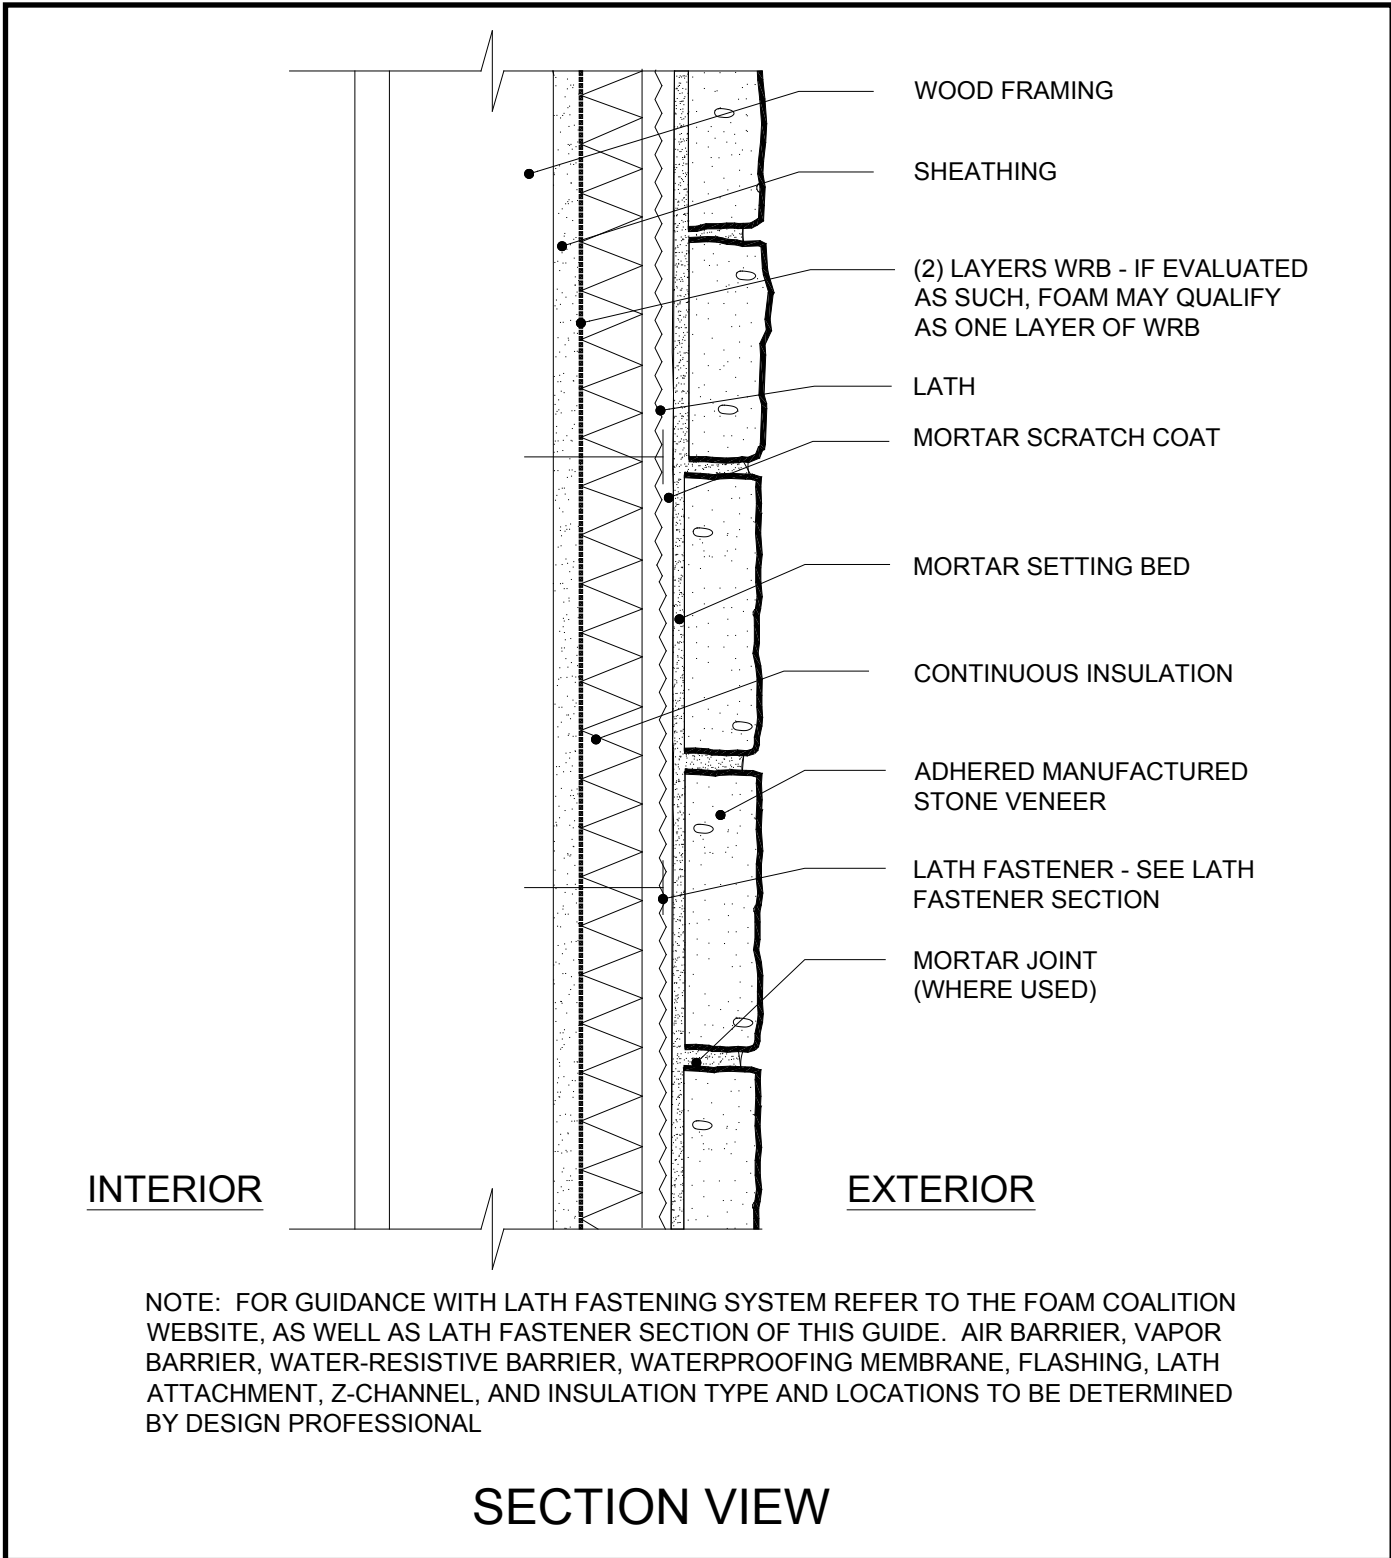 WOOD FRAMING
SHEATHING
(2) LAYERS WRB - IF EVALUATED
AS SUCH, FOAM MAY QUALIFY
AS ONE LAYER OF WRB
LATH
MORTAR SCRATCH COAT
MORTAR SETTING BED
CONTINUOUS INSULATION
ADHERED MANUFACTURED
STONE VENEER
LATH FASTENER - SEE LATH
FASTENER SECTION
MORTAR JOINT
(WHERE USED)
INTERIOR
EXTERIOR
NOTE: FOR GUIDANCE WITH LATH FASTENING SYSTEM REFER TO THE FOAM COALITION
WEBSITE, AS WELL AS LATH FASTENER SECTION OF THIS GUIDE. AIR BARRIER, VAPOR
BARRIER, WATER-RESISTIVE BARRIER, WATERPROOFING MEMBRANE, FLASHING, LATH
ATTACHMENT, Z-CHANNEL, AND INSULATION TYPE AND LOCATIONS TO BE DETERMINED
BY DESIGN PROFESSIONAL
SECTION VIEW